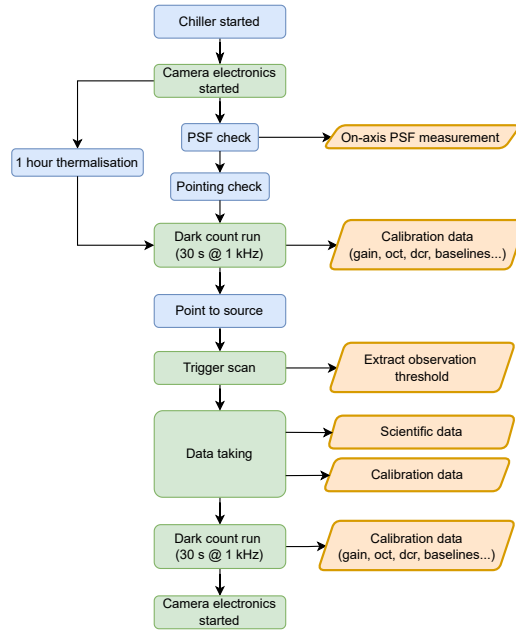 Chiller started
Camera electronics
started
PSF check
On-axis PSF measurement
1 hour thermalisation
Pointing check
Dark count run
(30 s @ 1 kHz)
Calibration data
(gain, oct, dcr, baselines...)
Point to source
Trigger scan
Extract observation
threshold
Data taking
Scientific data
Calibration data
Dark count run
(30 s @ 1 kHz)
Calibration data
(gain, oct, dcr, baselines...)
Camera electronics
started